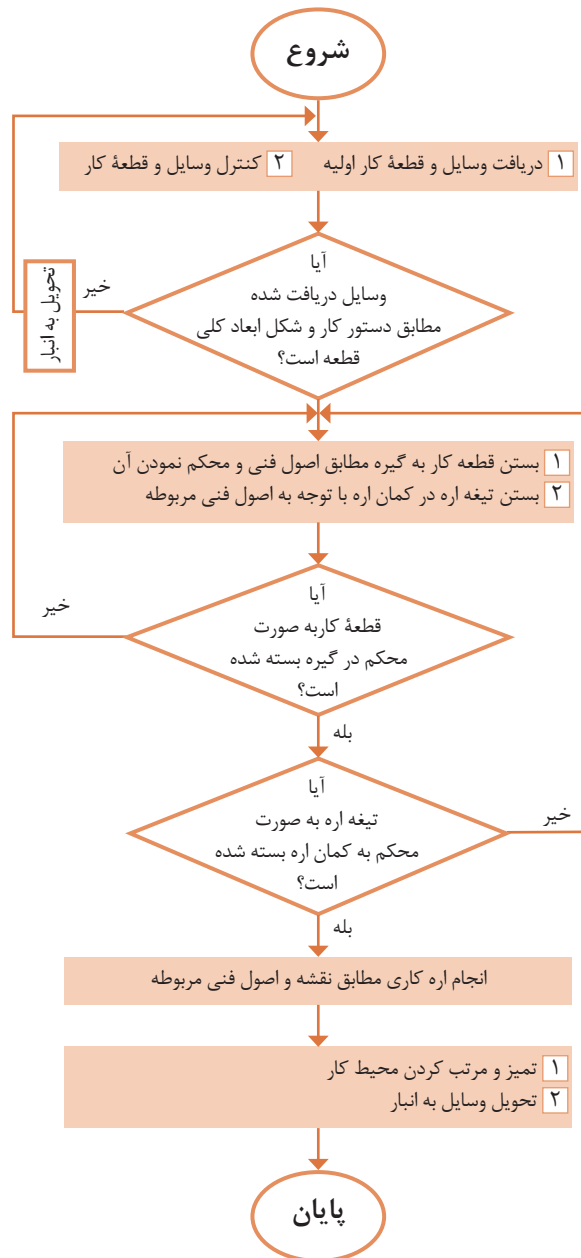 شروع
۱ دریافت وسایل و قطعۀ کار اولیه ۲ کنترل وسایل و قطعۀ کار
آیا
وسایل دریافت شده
مطابق دستور کار و شکل ابعاد کلی
قطعه است؟
خیر
تحویل به انبار
۱ بستن قطعه کار به گیره مطابق اصول فنی و محکم نمودن آن
۲ بستن تیغه اره در کمان اره با توجه به اصول فنی مربوطه
آیا
قطعۀ کاربه صورت
محکم در گیره بسته شده
است؟
خیر
بله
آیا
تیغه اره به صورت
محکم به کمان اره بسته شده
است؟
خیر
بله
انجام اره کاری مطابق نقشه و اصول فنی مربوطه
۱ تمیز و مرتب کردن محیط کار
۲ تحویل وسایل به انبار
پایان